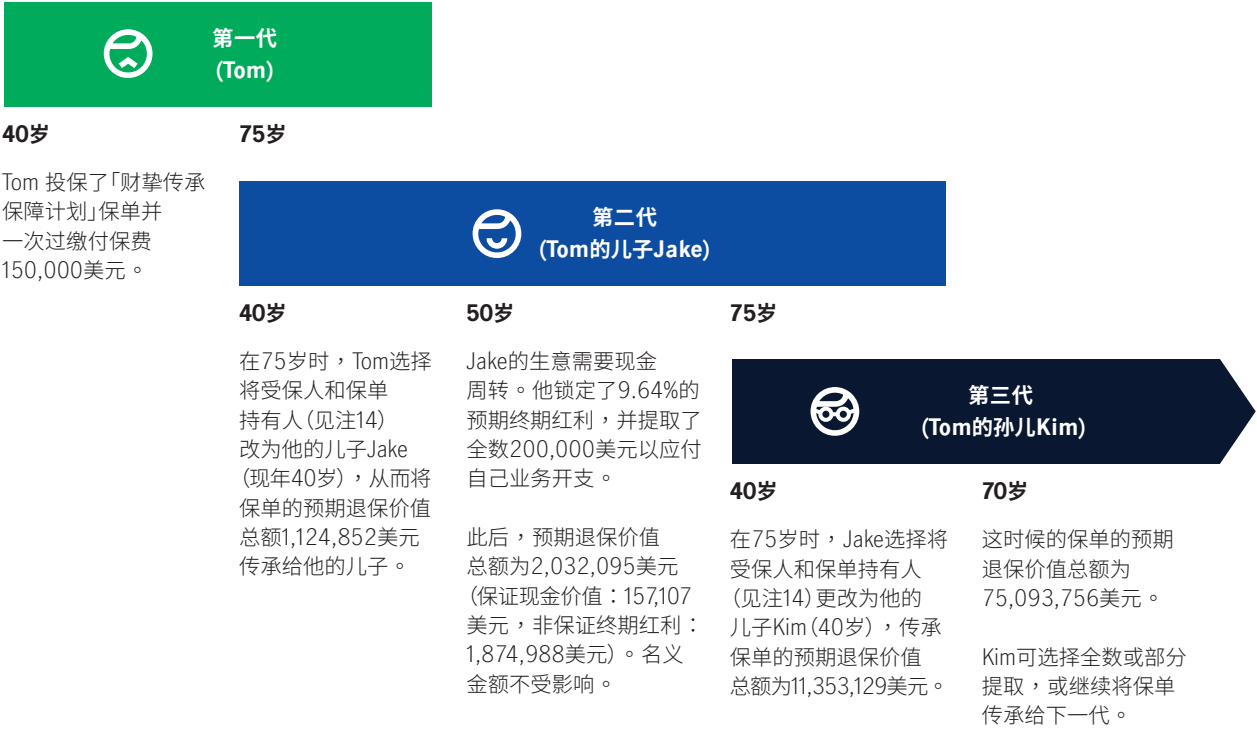 第一代
(Tom)
40岁
75岁
Tom 投保了「财挚传承
保障计划」保单并
一次过缴付保费
150,000美元。
第二代
(Tom的儿子Jake)
40岁
50岁
75岁
在75岁时，Tom选择
将受保人和保单
持有人(见注14)
改为他的儿子Jake
(现年40岁)，从而将
保单的预期退保价值
总额1,124,852美元
传承给他的儿子。
Jake的生意需要现金
周转。他锁定了9.64%的
预期终期红利，并提取了
全数200,000美元以应付
自己业务开支。
此后，预期退保价值
总额为2,032,095美元
(保证现金价值：157,107
美元，非保证终期红利：
1,874,988美元)。名义
金额不受影响。
第三代
(Tom的孙儿Kim)
40岁
70岁
在75岁时，Jake选择将
受保人和保单持有人
(见注14)更改为他的
儿子Kim(40岁)，传承
保单的预期退保价值
总额为11,353,129美元。
这时候的保单的预期
退保价值总额为
75,093,756美元。
Kim可选择全数或部分
提取，或继续将保单
传承给下一代。